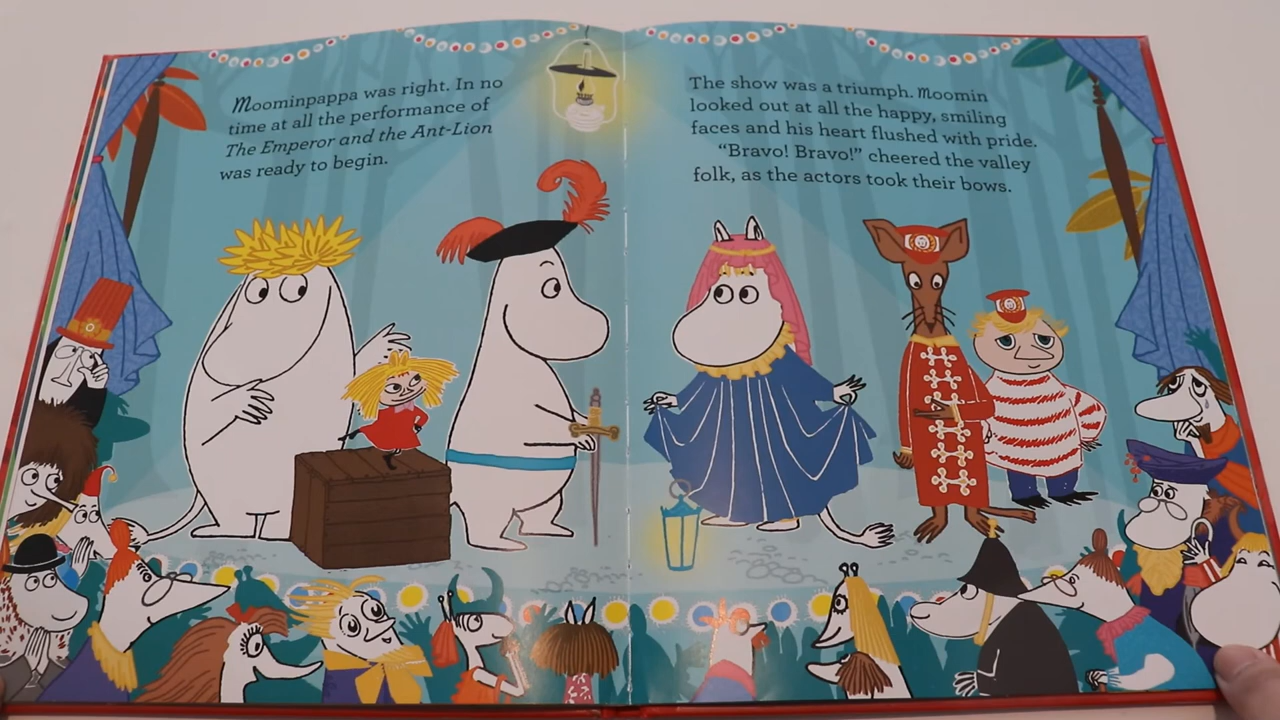 Moominpappa was right. In no
time at all the performance of
The Emperor and the Ant-Lion
was ready to begin.
The show was a triumph. Moomin
looked out at all the happy, smiling
faces and his heart flushed with pride.
“Bravo! Bravo!” cheered the valley
folk, as the actors took their bows.